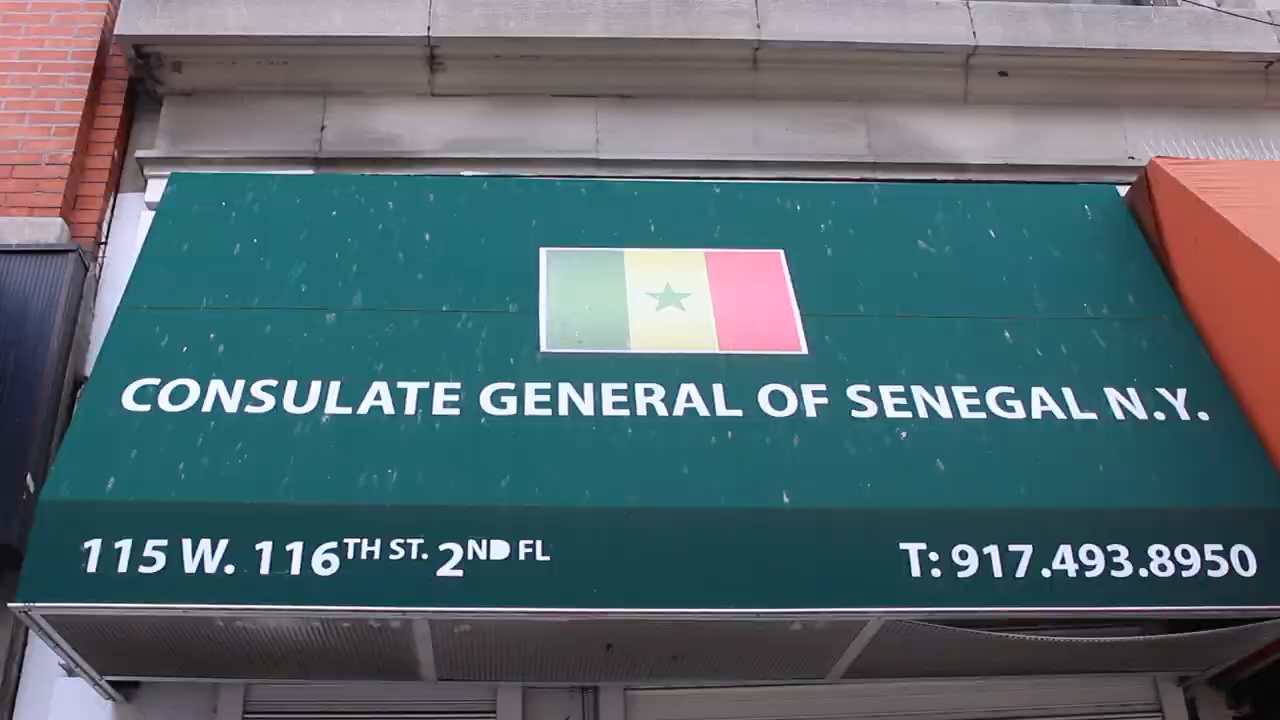 CONSULATE GENERAL OF SENEGAL N.Y.
115 W. 116TH ST. 2ND FL
T: 917.493.8950